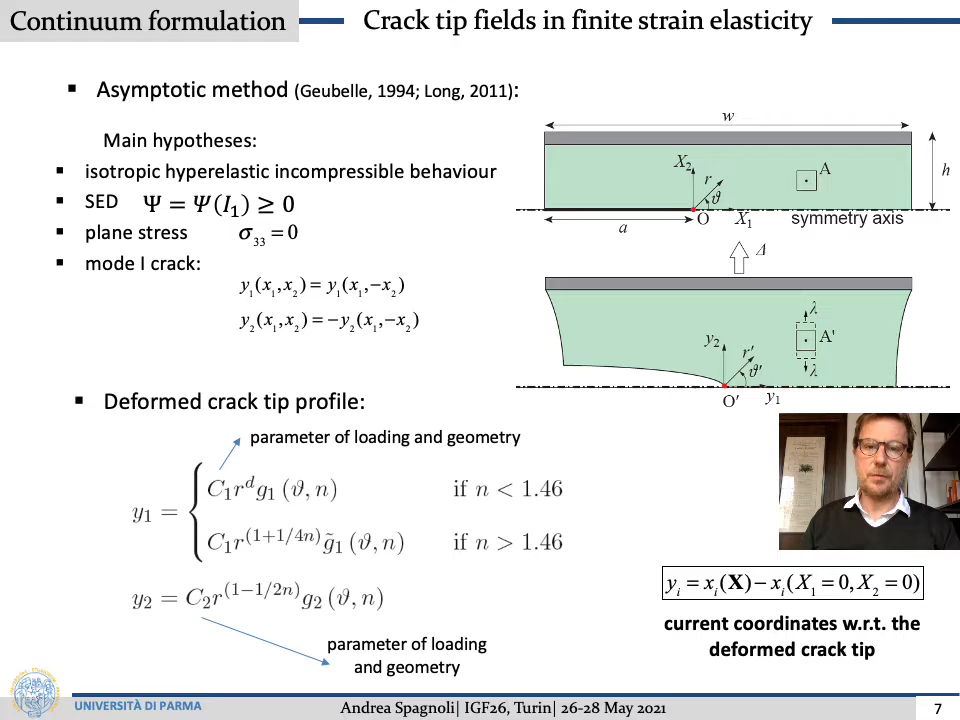 Continuum formulation
Crack tip fields in finite strain elasticity
▪ Asymptotic method (Geubelle, 1994; Long, 2011):
Main hypotheses:
▪ isotropic hyperelastic incompressible behaviour
▪ SED Ψ = Ψ(I₁) ≥ 0
▪ plane stress σ₃₃ = 0
▪ mode I crack:
y₁(x₁,x₂) = y₁(x₁,−x₂)
y₂(x₁,x₂) = −y₂(x₁,−x₂)
w
h
X₂
r
ϑ
A
O
X₁
symmetry axis
a
Δ
λ
y₂
r′
ϑ′
A'
λ
O′
y₁
▪ Deformed crack tip profile:
parameter of loading and geometry
y₁ = { C₁r^d g₁ (ϑ, n) if n < 1.46
C₁r^(1+1/4n) g̃₁ (ϑ, n) if n > 1.46
y₂ = C₂r^(1−1/2n) g₂ (ϑ, n)
parameter of loading
and geometry
yᵢ = xᵢ(X) − xᵢ(X₁ = 0, X₂ = 0)
current coordinates w.r.t. the
deformed crack tip
UNIVERSITÀ DI PARMA
Andrea Spagnoli| IGF26, Turin| 26-28 May 2021
7